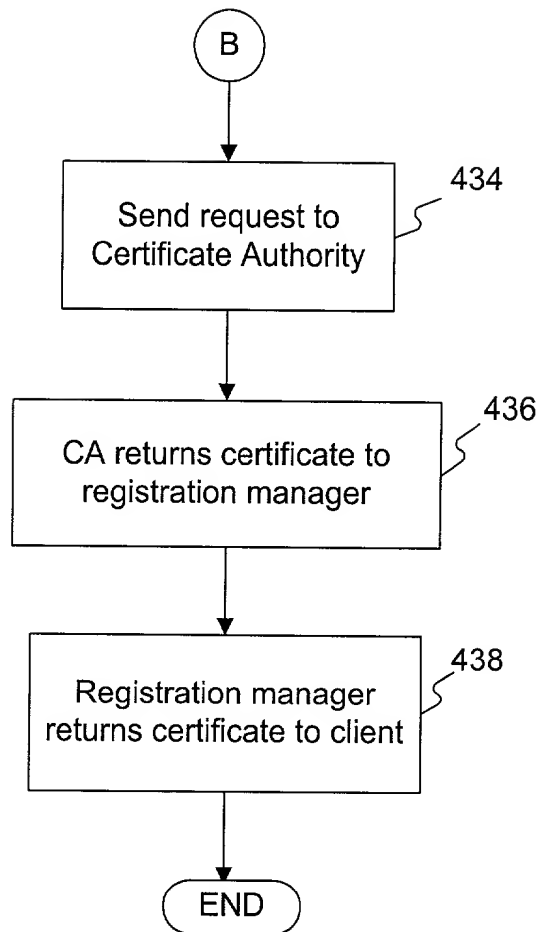 B
434
Send request to
Certificate Authority
436
CA returns certificate to
registration manager
438
Registration manager
returns certificate to client
END